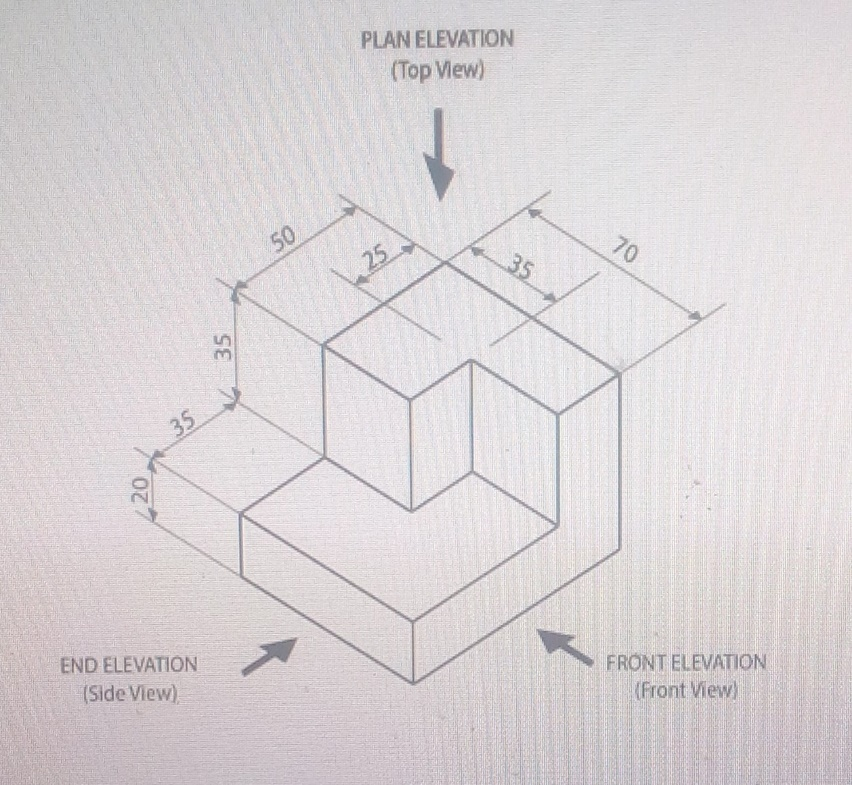 PLAN ELEVATION
(Top View)
50
25
35
70
35
35
20
END ELEVATION
(Side View)
FRONT ELEVATION
(Front View)